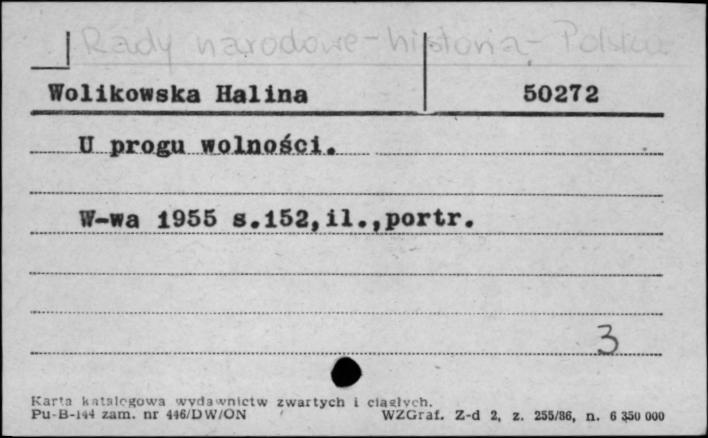 Rady narodowe - historia - Polska
Wolikowska Halina 50272
U progu wolności.
W-wa 1955 s.152,il.,portr.
3
Karta katalogowa wydawnictw zwartych i ciągłych.
Pu-B-144 zam. nr 446/DW/ON WZGraf. Z-d 2, z. 255/86, n. 6 350 000